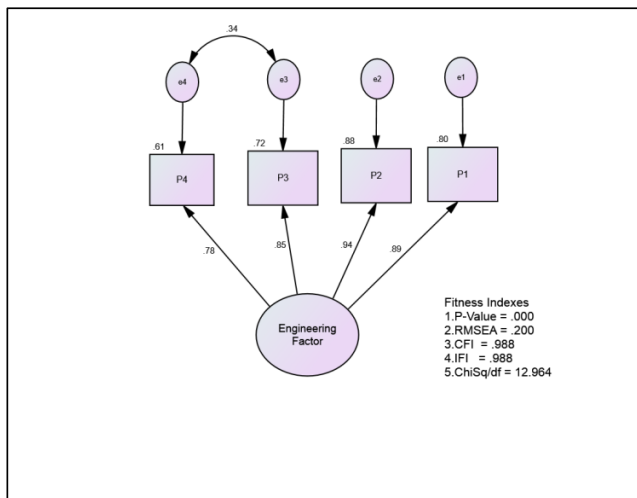 .34
e4
e3
e2
e1
.61
.72
.88
.80
P4
P3
P2
P1
.78
.85
.94
.89
Engineering
Factor
Fitness Indexes
1.P-Value = .000
2.RMSEA = .200
3.CFI = .988
4.IFI = .988
5.ChiSq/df = 12.964